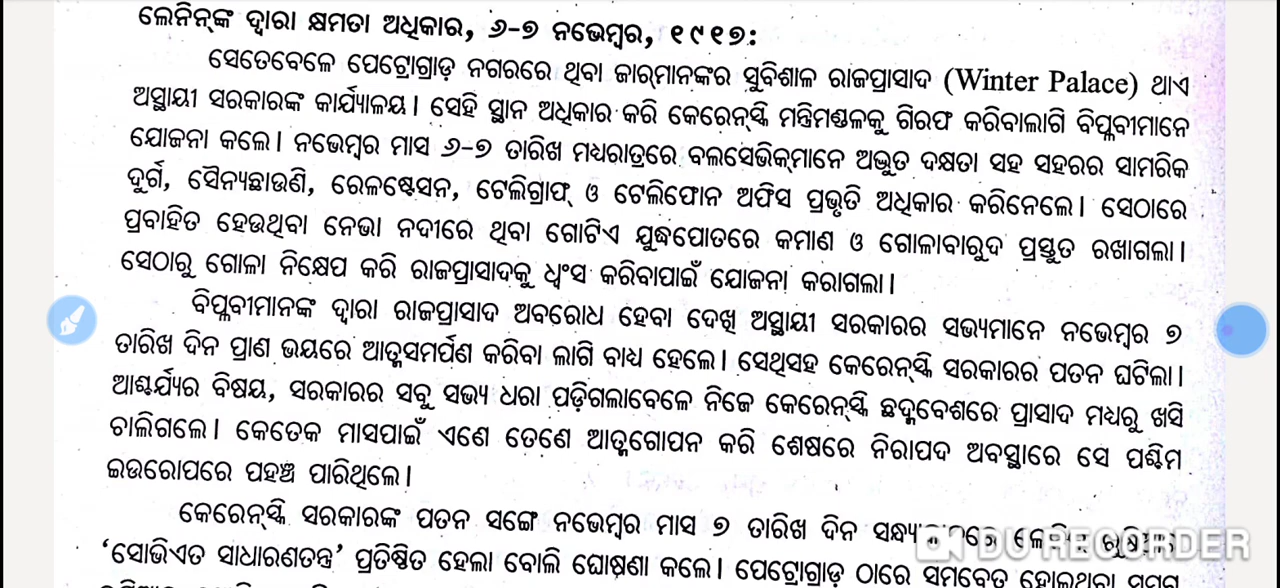 ଲେନିନ୍‌ଙ୍କ ଦ୍ୱାରା କ୍ଷମତା ଅଧିକାର, ୬-୭ ନଭେମ୍ବର, ୧୯୧୭:
ସେତେବେଳେ ପେଟ୍ରୋଗ୍ରାଡ଼ ନଗରରେ ଥିବା ଜାର୍‌ମାନଙ୍କର ସୁବିଶାଳ ରାଜପ୍ରାସାଦ (Winter Palace) ଥାଏ
ଅସ୍ଥାୟୀ ସରକାରଙ୍କ କାର୍ଯ୍ୟାଳୟ। ସେହି ସ୍ଥାନ ଅଧିକାର କରି କେରେନ୍‌ସ୍କି ମନ୍ତ୍ରିମଣ୍ଡଳକୁ ଗିରଫ କରିବାଲାଗି ବିପ୍ଳବୀମାନେ
ଯୋଜନା କଲେ। ନଭେମ୍ବର ମାସ ୬-୭ ତାରିଖ ମଧ୍ୟରାତ୍ରରେ ବଲସେଭିକ୍‌ମାନେ ଅଦ୍ଭୁତ ଦକ୍ଷତା ସହ ସହରର ସାମରିକ
ଦୁର୍ଗ, ସୈନ୍ୟଛାଉଣି, ରେଳଷ୍ଟେସନ, ଟେଲିଗ୍ରାଫ୍ ଓ ଟେଲିଫୋନ ଅଫିସ ପ୍ରଭୃତି ଅଧିକାର କରିନେଲେ। ସେଠାରେ
ପ୍ରବାହିତ ହେଉଥିବା ନେଭା ନଦୀରେ ଥିବା ଗୋଟିଏ ଯୁଦ୍ଧପୋତରେ କମାଣ ଓ ଗୋଳାବାରୁଦ ପ୍ରସ୍ତୁତ ରଖାଗଲା।
ସେଠାରୁ ଗୋଳା ନିକ୍ଷେପ କରି ରାଜପ୍ରାସାଦକୁ ଧ୍ୱଂସ କରିବାପାଇଁ ଯୋଜନା କରାଗଲା।
ବିପ୍ଳବୀମାନଙ୍କ ଦ୍ୱାରା ରାଜପ୍ରାସାଦ ଅବରୋଧ ହେବା ଦେଖି ଅସ୍ଥାୟୀ ସରକାରର ସଭ୍ୟମାନେ ନଭେମ୍ବର ୭
ତାରିଖ ଦିନ ପ୍ରାଣ ଭୟରେ ଆତ୍ମସମର୍ପଣ କରିବା ଲାଗି ବାଧ୍ୟ ହେଲେ। ସେଥିସହ କେରେନ୍‌ସ୍କି ସରକାରର ପତନ ଘଟିଲା।
ଆଶ୍ଚର୍ଯ୍ୟର ବିଷୟ, ସରକାରର ସବୁ ସଭ୍ୟ ଧରା ପଡ଼ିଗଲାବେଳେ ନିଜେ କେରେନ୍‌ସ୍କି ଛଦ୍ମବେଶରେ ପ୍ରାସାଦ ମଧ୍ୟରୁ ଖସି
ଚାଲିଗଲେ। କେତେକ ମାସପାଇଁ ଏଣେ ତେଣେ ଆତ୍ମଗୋପନ କରି ଶେଷରେ ନିରାପଦ ଅବସ୍ଥାରେ ସେ ପଶ୍ଚିମ
ଇଉରୋପରେ ପହଞ୍ଚ ପାରିଥିଲେ।
କେରେନ୍‌ସ୍କି ସରକାରଙ୍କ ପତନ ସଙ୍ଗେ ନଭେମ୍ବର ମାସ ୭ ତାରିଖ ଦିନ
‘ସୋଭିଏତ ସାଧାରଣତନ୍ତ୍ର’ ପ୍ରତିଷ୍ଠିତ ହେଲା ବୋଲି ଘୋଷଣା କଲେ। ପେଟ୍ରୋଗ୍ରାଡ଼ ଠାରେ ସମବେତ
DU RECORDER